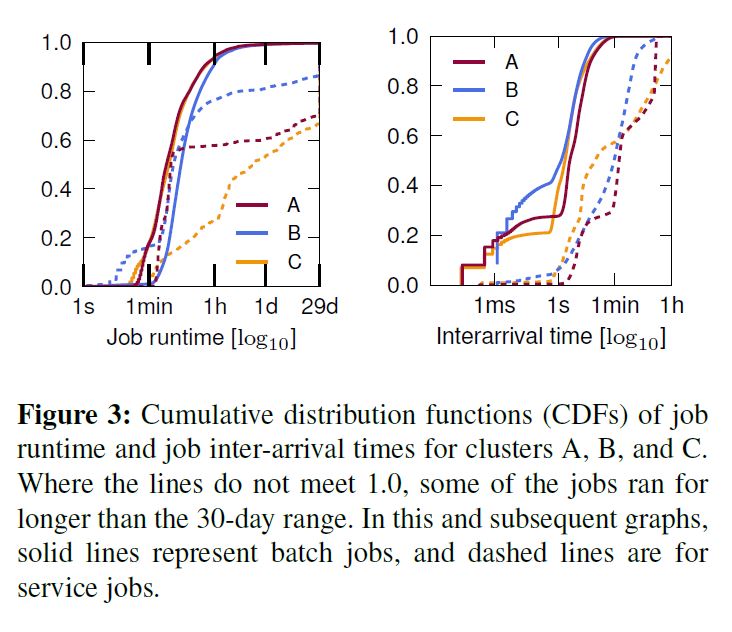 1.0
0.8
0.6
0.4
0.2
0.0
A
B
C
1s 1min 1h 1d 29d
Job runtime [log10]
1.0
0.8
0.6
0.4
0.2
0.0
A
B
C
1ms 1s 1min 1h
Interarrival time [log10]
Figure 3: Cumulative distribution functions (CDFs) of job
runtime and job inter-arrival times for clusters A, B, and C.
Where the lines do not meet 1.0, some of the jobs ran for
longer than the 30-day range. In this and subsequent graphs,
solid lines represent batch jobs, and dashed lines are for
service jobs.